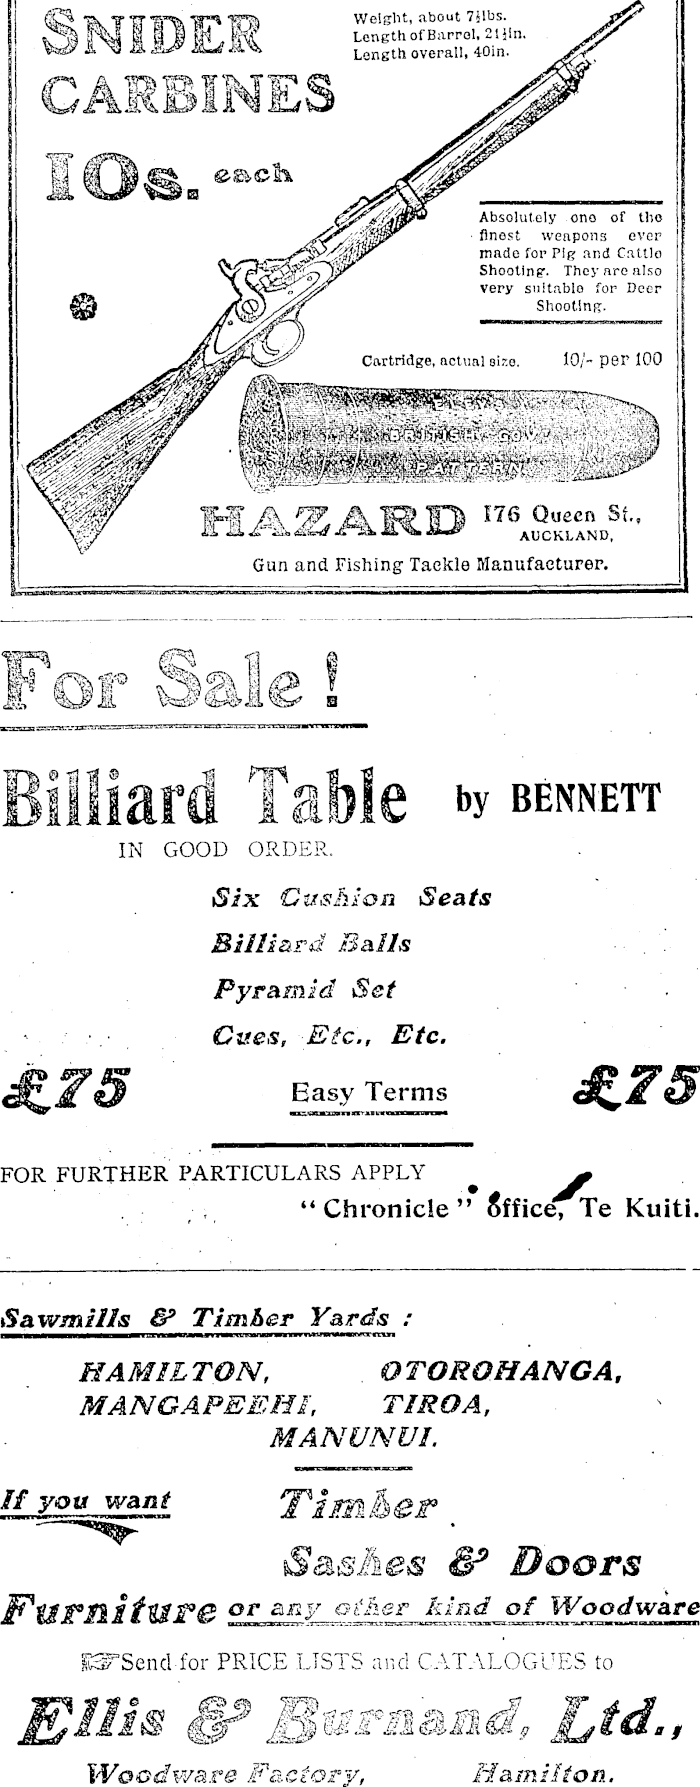 SNIDER
CARBINES
10s. each
Weight, about 7½lbs.
Length of Barrel, 21½in.
Length overall, 40in.
Absolutely one of the
finest weapons ever
made for Pig and Cattle
Shooting. They are also
very suitable for Deer
Shooting.
Cartridge, actual size. 10/- per 100
ELEY'S
BRITISH GOVT
PATTERN
HAZARD 176 Queen St.,
AUCKLAND,
Gun and Fishing Tackle Manufacturer.
For Sale!
Billiard Table by BENNETT
IN GOOD ORDER.
Six Cushion Seats
Billiard Balls
Pyramid Set
Cues, Etc., Etc.
£75 Easy Terms £75
FOR FURTHER PARTICULARS APPLY
"Chronicle" office, Te Kuiti.
Sawmills & Timber Yards:
HAMILTON, OTOROHANGA,
MANGAPEEHI, TIROA,
MANUNUI.
If you want Timber
Sashes & Doors
Furniture or any other kind of Woodware
Send for PRICE LISTS and CATALOGUES to
Ellis & Burnand, Ltd.,
Woodware Factory, Hamilton.